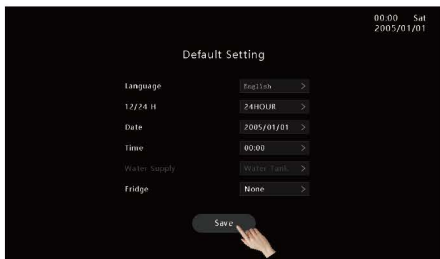 00:00 Sat
2005/01/01
Default Setting
Language English >
12/24 H 24HOUR >
Date 2005/01/01 >
Time 00:00 >
Water Supply Water Tank... >
Fridge None >
Save